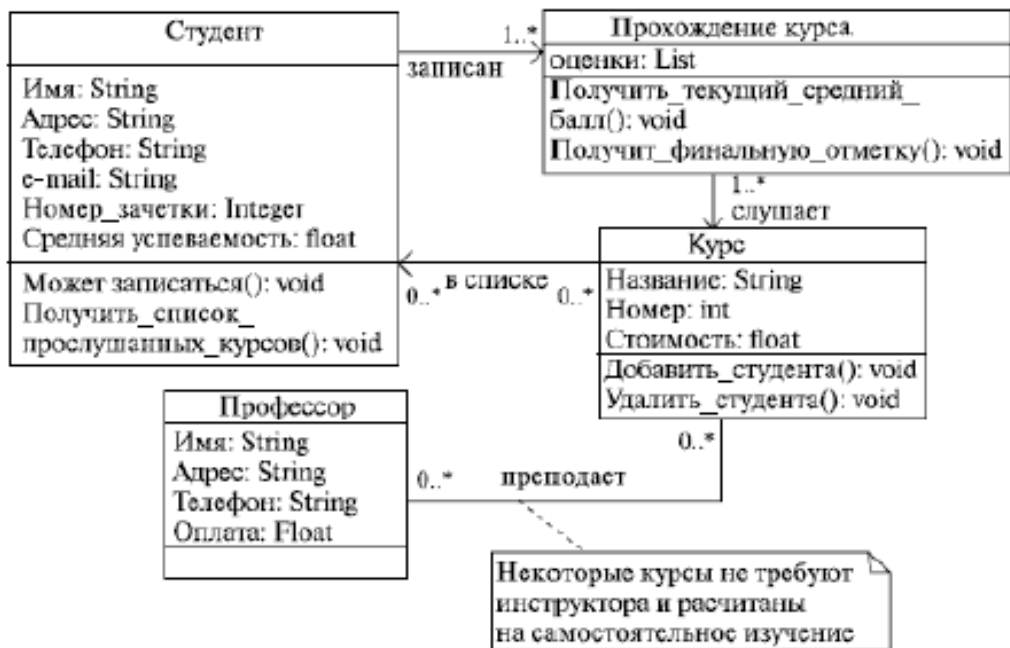 Студент
Имя: String
Адрес: String
Телефон: String
e-mail: String
Номер_зачетки: Integer
Средняя успеваемость: float
Может записаться(): void
Получить_список_
прослушанных_курсов(): void
1..*
записан
Прохождение курса
оценки: List
Получить_текущий_средний_
балл(): void
Получит_финальную_отметку(): void
1..*
слушает
Курс
Название: String
Номер: int
Стоимость: float
Добавить_студента(): void
Удалить_студента(): void
0..* в списке 0..*
Профессор
Имя: String
Адрес: String
Телефон: String
Оплата: Float
0..*
0..* преподает
Некоторые курсы не требуют
инструктора и расчитаны
на самостоятельное изучение